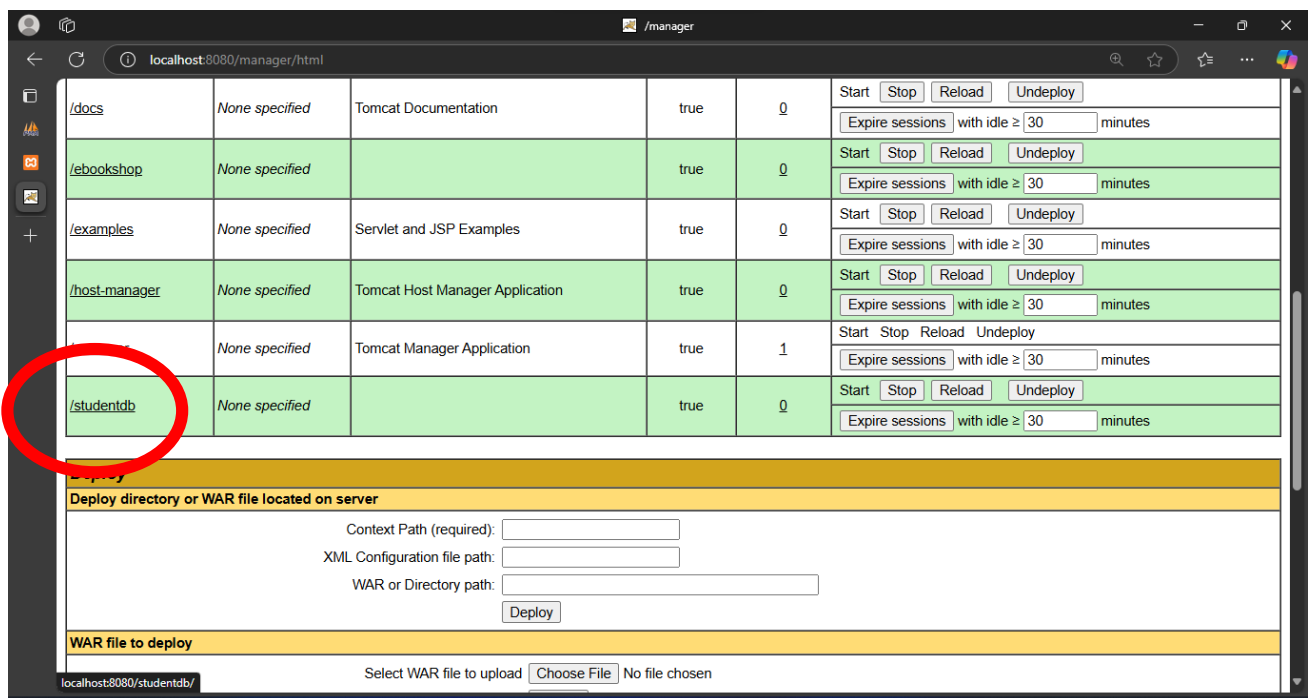 /manager
localhost:8080/manager/html
/docs None specified Tomcat Documentation true 0 Start Stop Reload Undeploy
Expire sessions with idle ≥ 30 minutes
/ebookshop None specified true 0 Start Stop Reload Undeploy
Expire sessions with idle ≥ 30 minutes
/examples None specified Servlet and JSP Examples true 0 Start Stop Reload Undeploy
Expire sessions with idle ≥ 30 minutes
/host-manager None specified Tomcat Host Manager Application true 0 Start Stop Reload Undeploy
Expire sessions with idle ≥ 30 minutes
None specified Tomcat Manager Application true 1 Start Stop Reload Undeploy
Expire sessions with idle ≥ 30 minutes
/studentdb None specified true 0 Start Stop Reload Undeploy
Expire sessions with idle ≥ 30 minutes
Deploy
Deploy directory or WAR file located on server
Context Path (required):
XML Configuration file path:
WAR or Directory path:
Deploy
WAR file to deploy
Select WAR file to upload Choose File No file chosen
localhost:8080/studentdb/